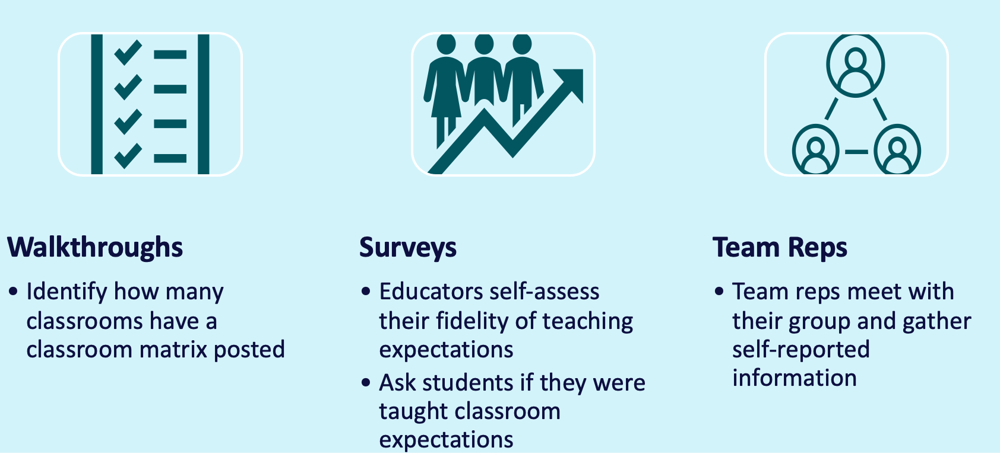 Walkthroughs
• Identify how many
classrooms have a
classroom matrix posted
Surveys
• Educators self-assess
their fidelity of teaching
expectations
• Ask students if they were
taught classroom
expectations
Team Reps
• Team reps meet with
their group and gather
self-reported
information